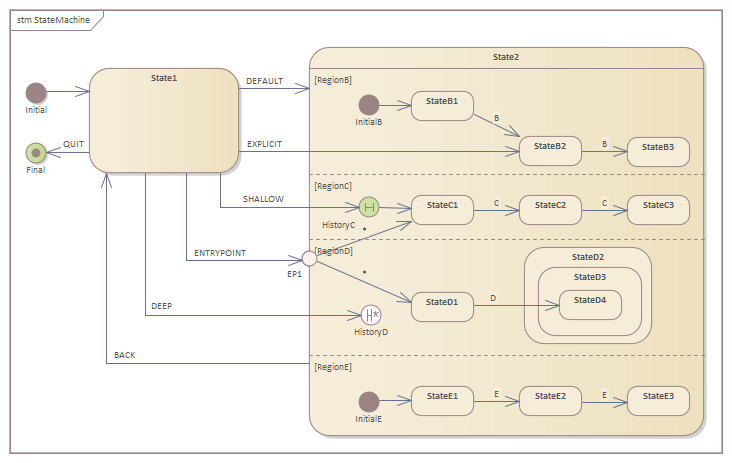 stm StateMachine
State1
State2
Initial
QUIT
Final
DEFAULT
[RegionB]
InitialB
StateB1
B
StateB2
B
StateB3
EXPLICIT
[RegionC]
SHALLOW
H
HistoryC
StateC1
C
StateC2
C
StateC3
ENTRYPOINT
EP1
[RegionD]
StateD1
D
StateD2
StateD3
StateD4
DEEP
H*
HistoryD
BACK
[RegionE]
InitialE
StateE1
E
StateE2
E
StateE3